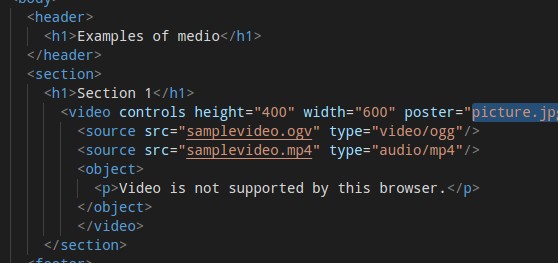 <body>
<header>
<h1>Examples of medio</h1>
</header>
<section>
<h1>Section 1</h1>
<video controls height="400" width="600" poster="picture.jpg
<source src="samplevideo.ogv" type="video/ogg"/>
<source src="samplevideo.mp4" type="audio/mp4"/>
<object>
<p>Video is not supported by this browser.</p>
</object>
</video>
</section>
<footer>